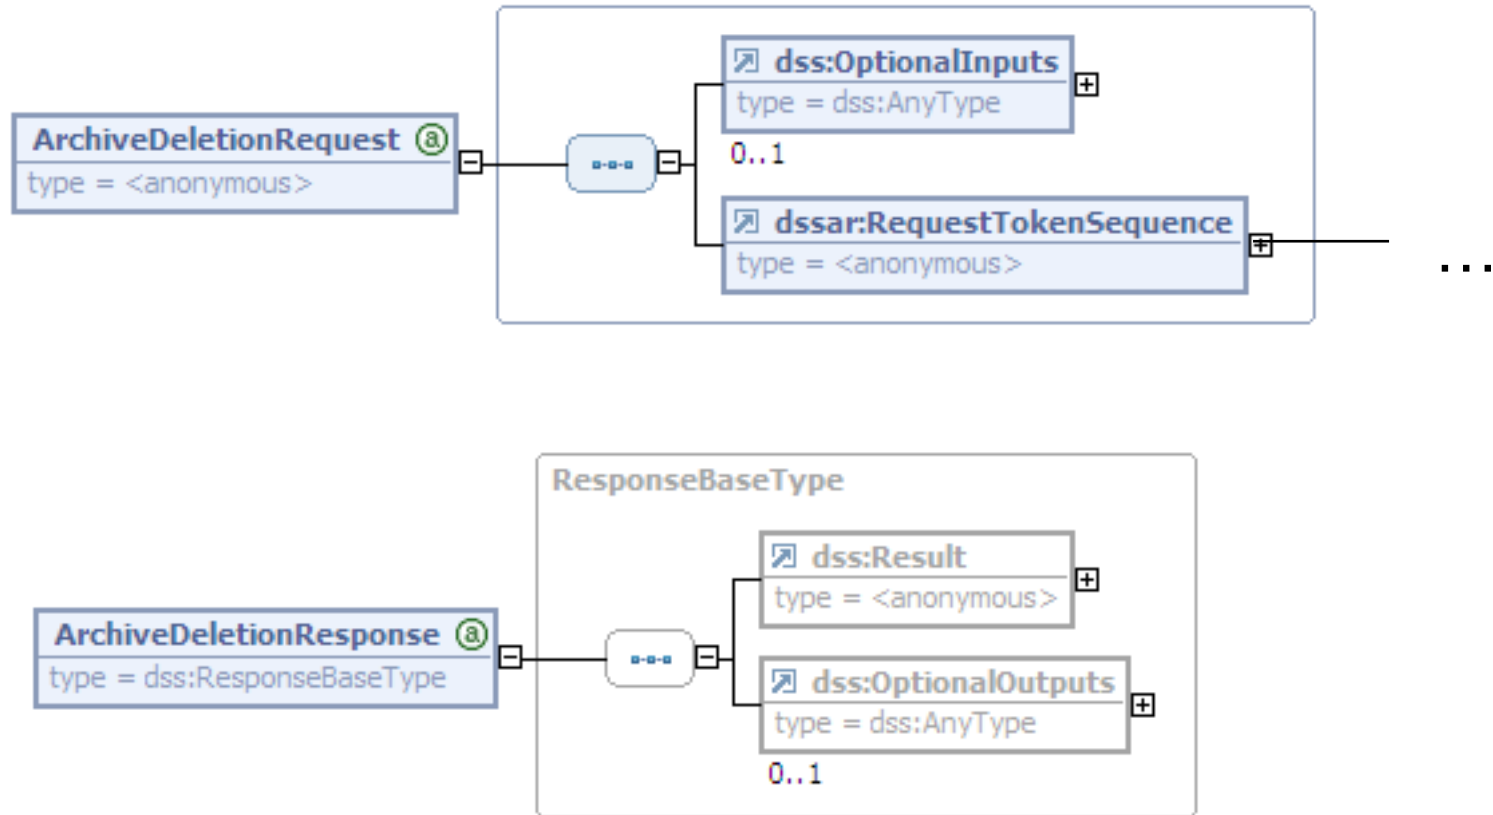 dss:OptionalInputs
type = dss:AnyType
0..1
ArchiveDeletionRequest @
type = <anonymous>
dssar:RequestTokenSequence
type = <anonymous>
...
ResponseBaseType
dss:Result
type = <anonymous>
ArchiveDeletionResponse @
type = dss:ResponseBaseType
dss:OptionalOutputs
type = dss:AnyType
0..1